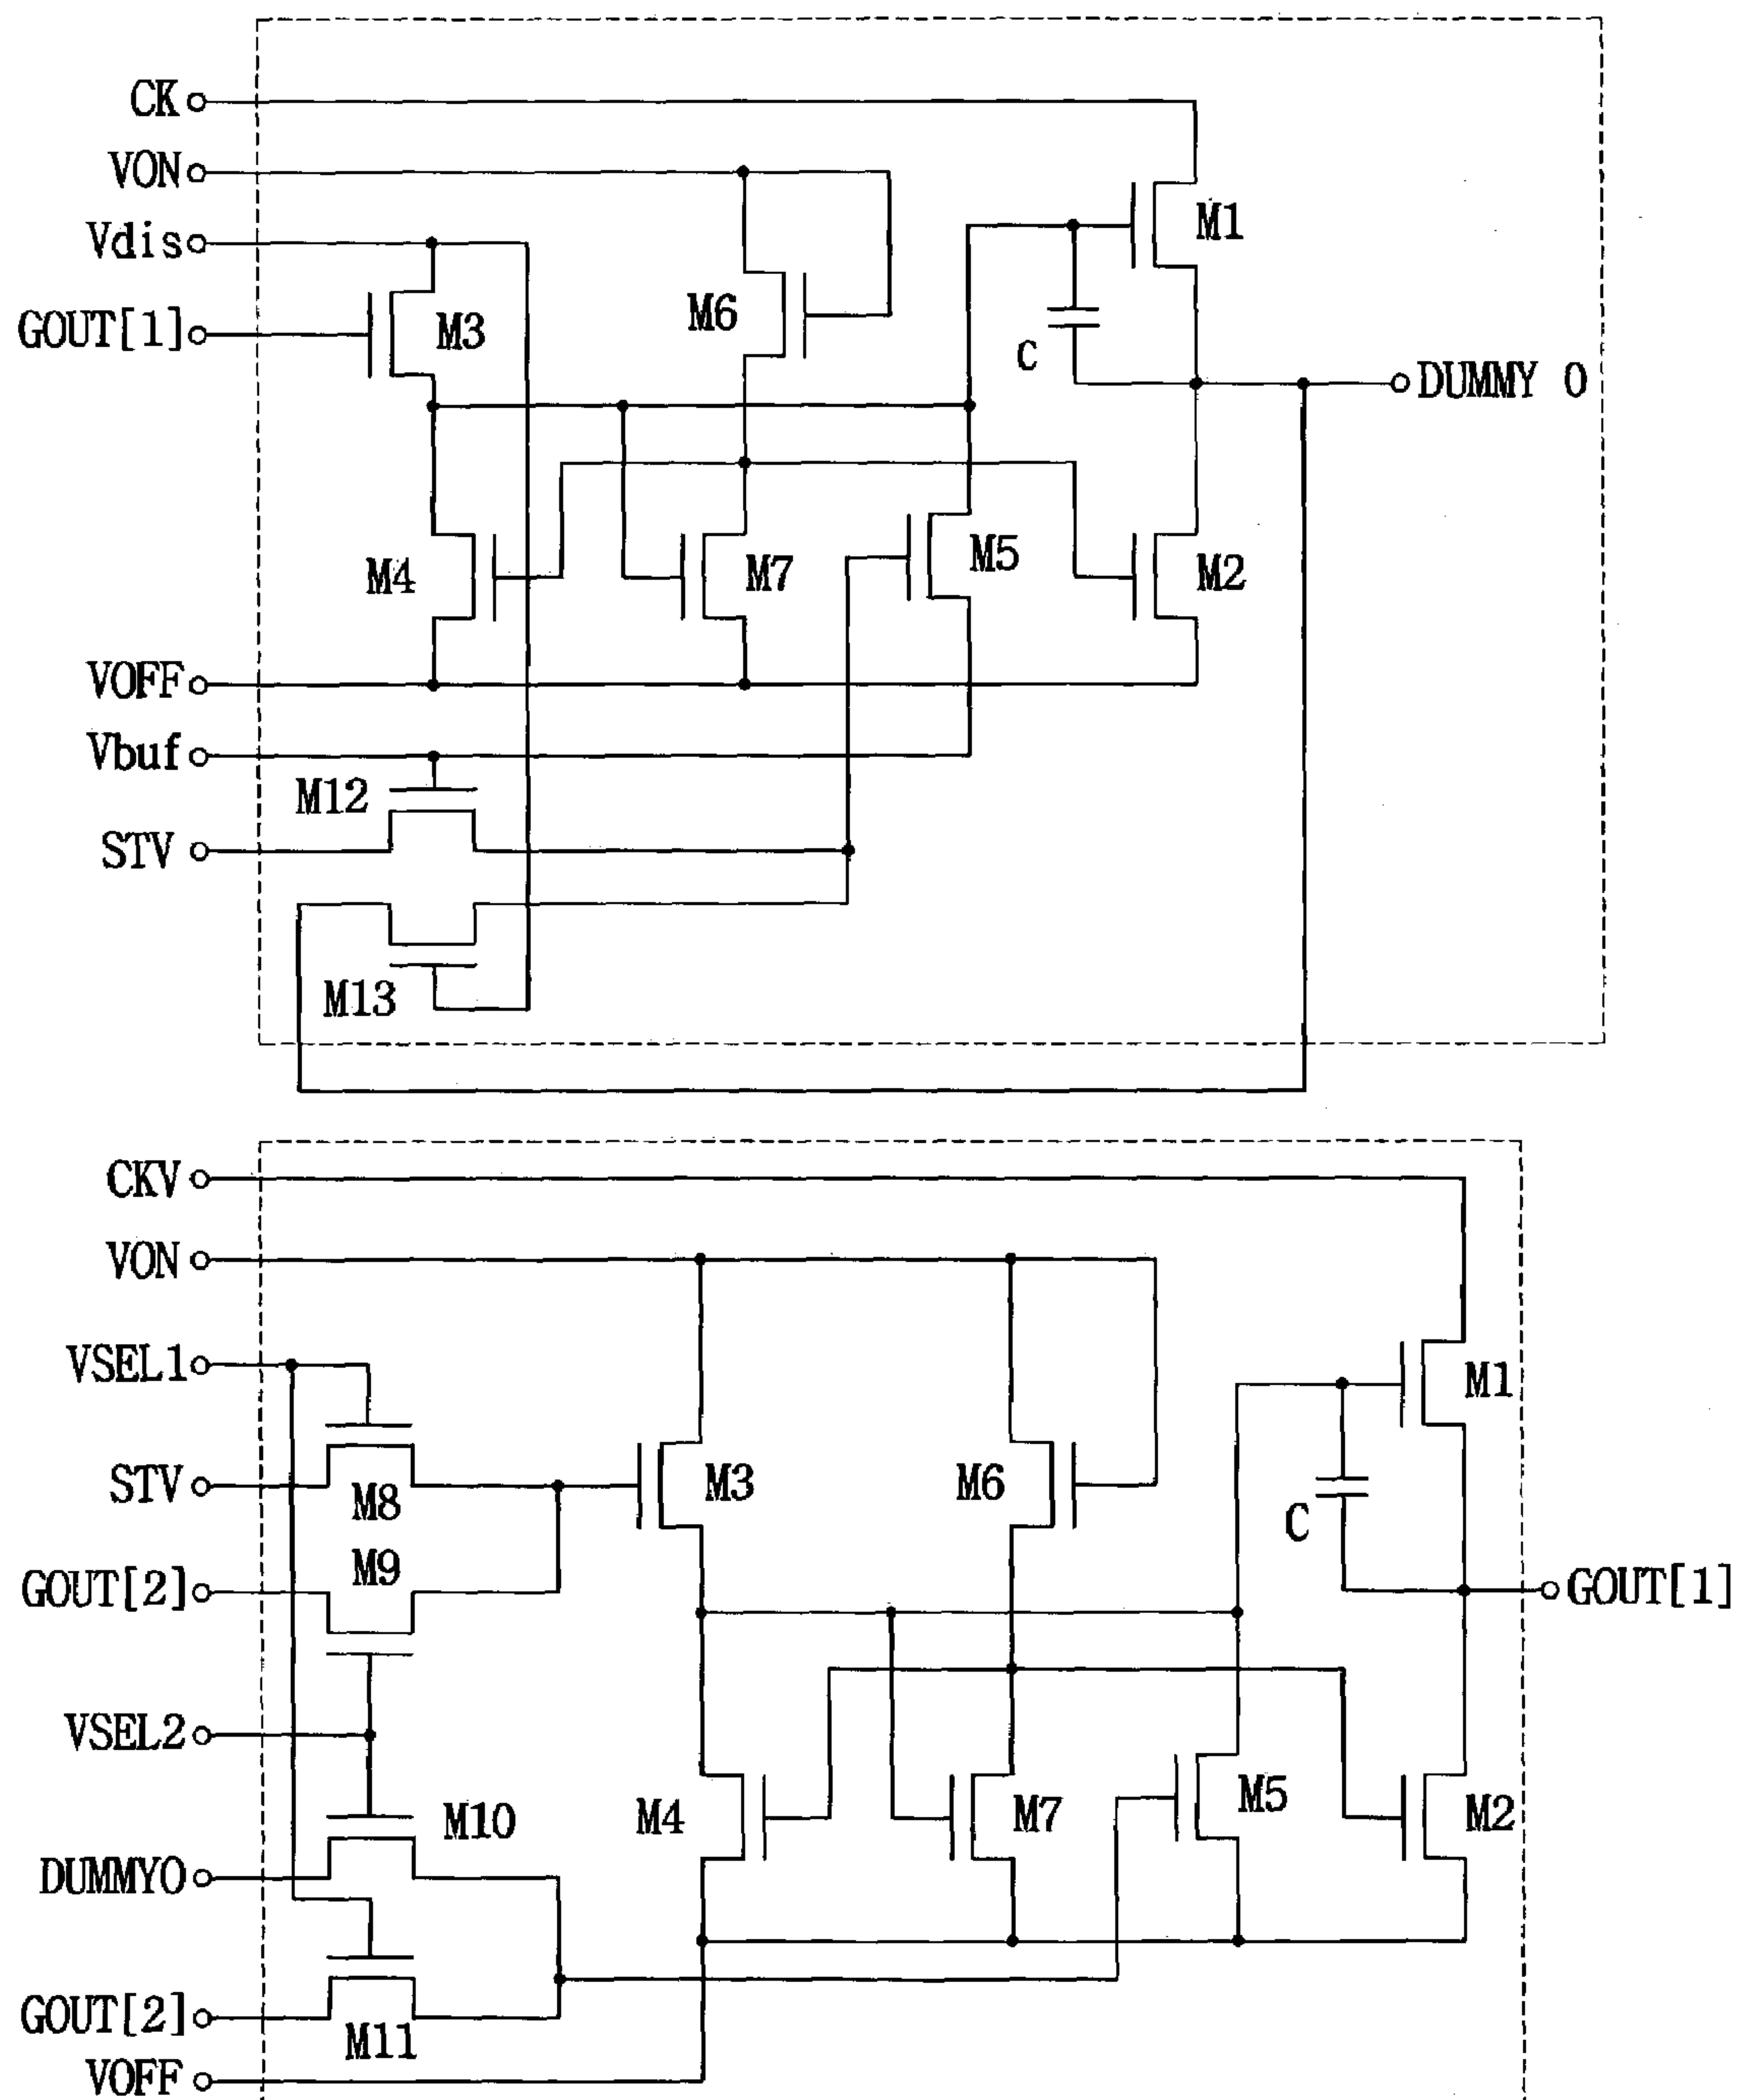 CK
VON
Vdis
M1
M6
GOUT[1]
M3
C
DUMMY 0
M4
M7
M5
M2
VOFF
Vbuf
M12
STV
M13
CKV
VON
VSEL1
M1
STV
M8
M3
M6
C
M9
GOUT[2]
GOUT[1]
VSEL2
M10
M4
M7
M5
M2
DUMMY0
GOUT[2]
M11
VOFF